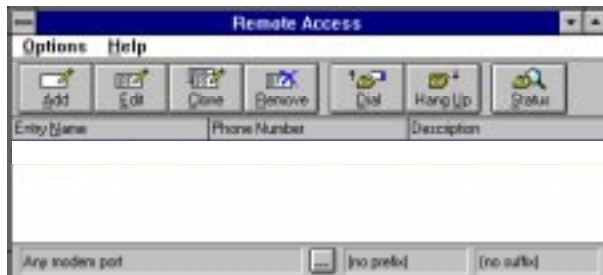 Remote Access
Options Help
Add Edit Clone Remove Dial Hang Up Status
Entry Name Phone Number Description
Any modem port ... (no prefix) (no suffix)